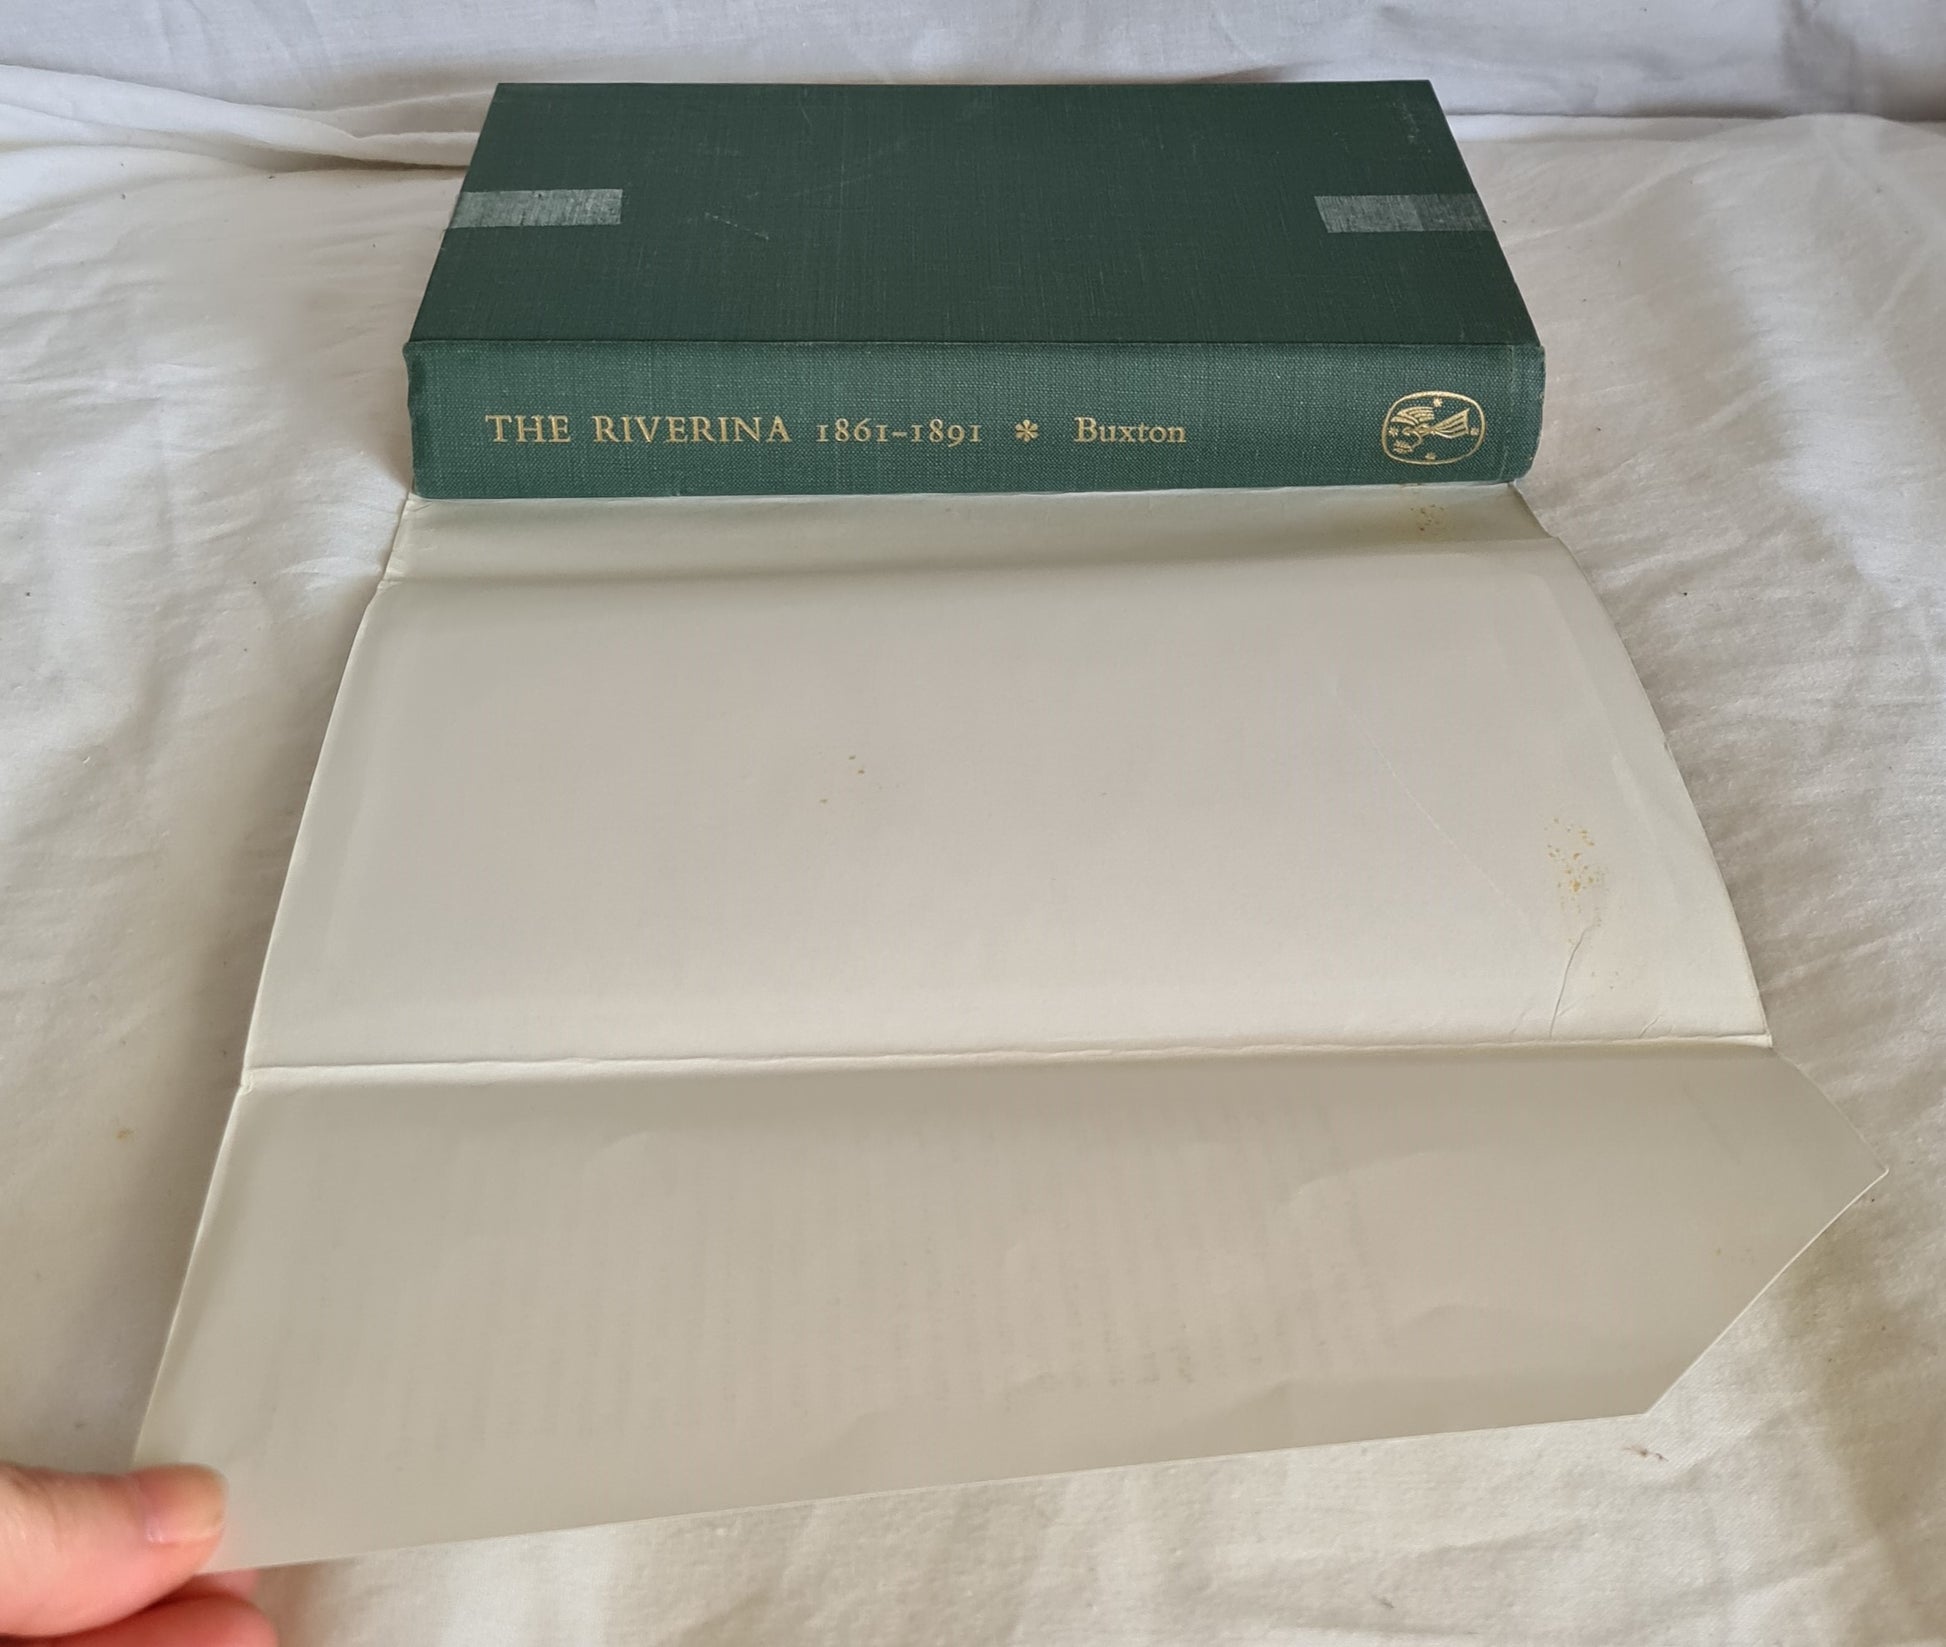 THE RIVERINA 1861–1891 * Buxton